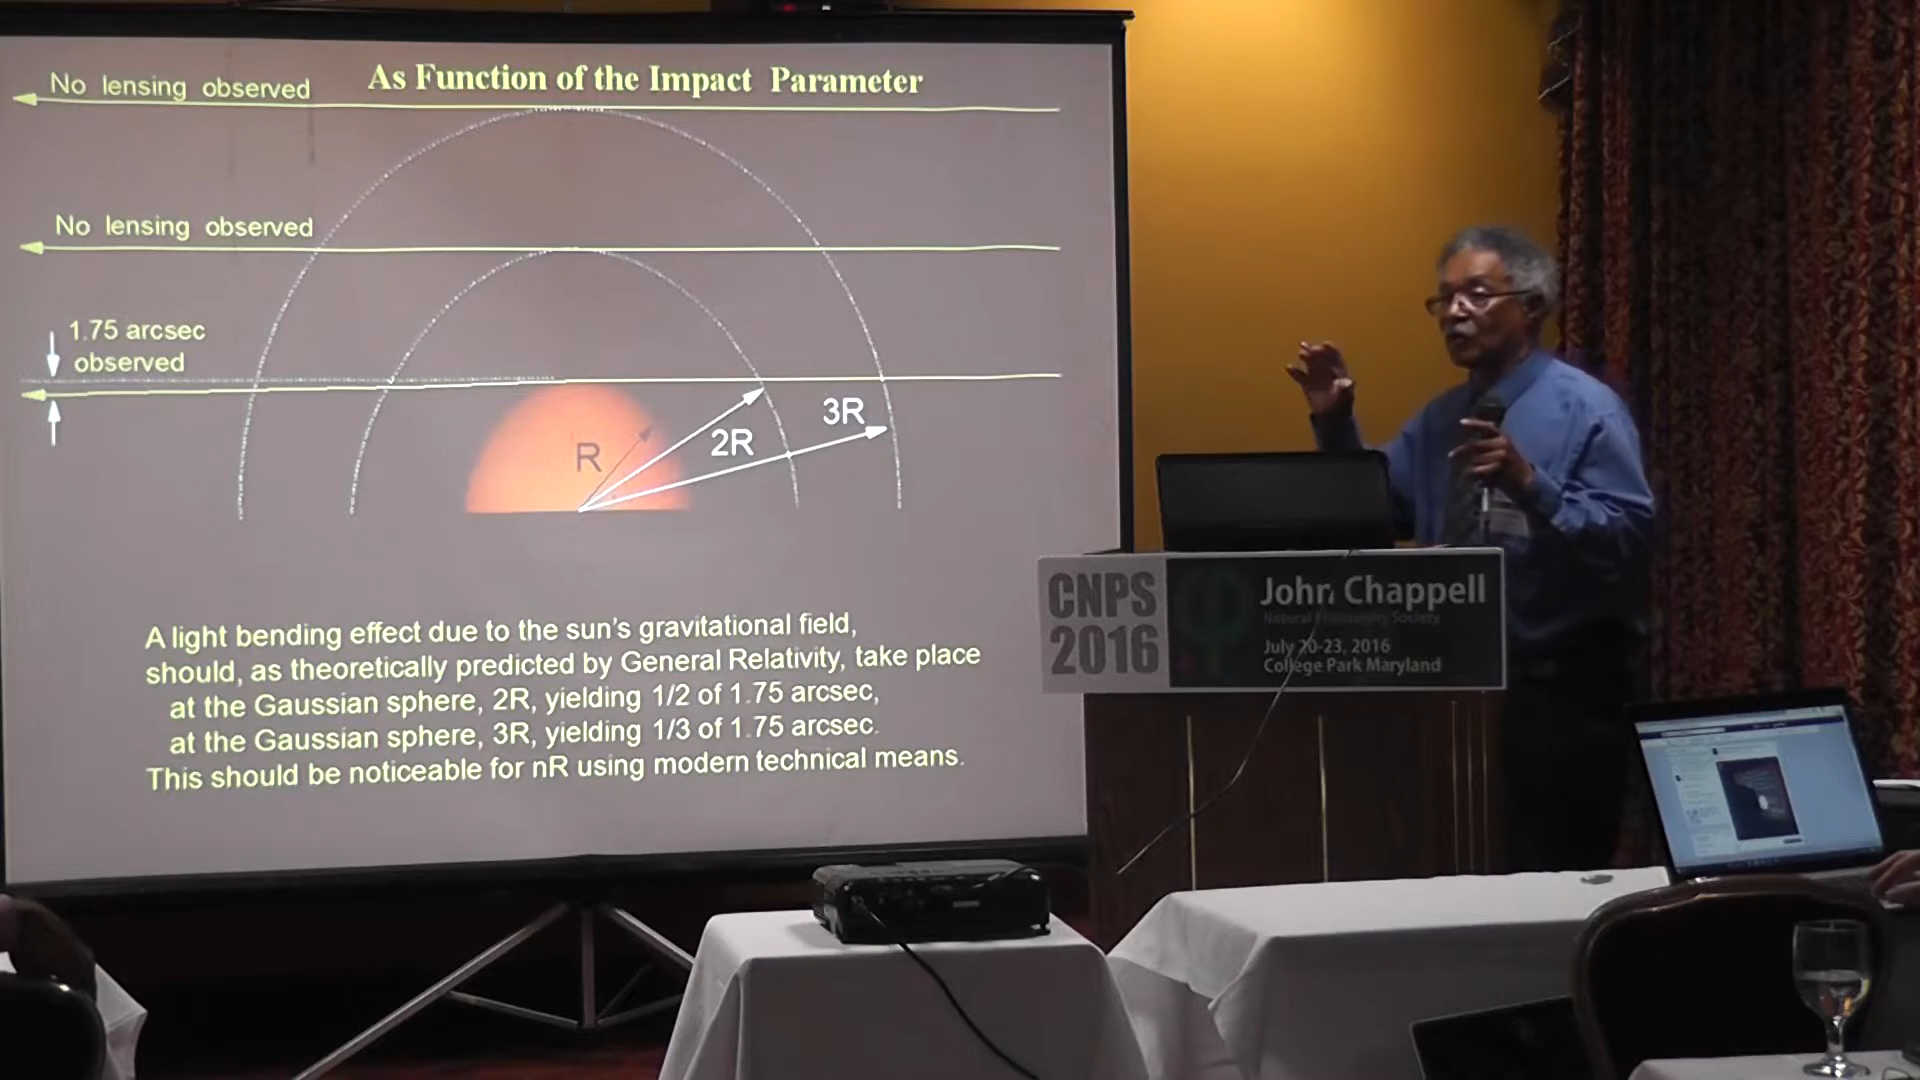 As Function of the Impact Parameter
No lensing observed
No lensing observed
1.75 arcsec
observed
R
2R
3R
A light bending effect due to the sun's gravitational field,
should, as theoretically predicted by General Relativity, take place
at the Gaussian sphere, 2R, yielding 1/2 of 1.75 arcsec,
at the Gaussian sphere, 3R, yielding 1/3 of 1.75 arcsec.
This should be noticeable for nR using modern technical means.
CNPS
2016
John Chappell
Natural Philosophy Society
July 20-23, 2016
College Park Maryland